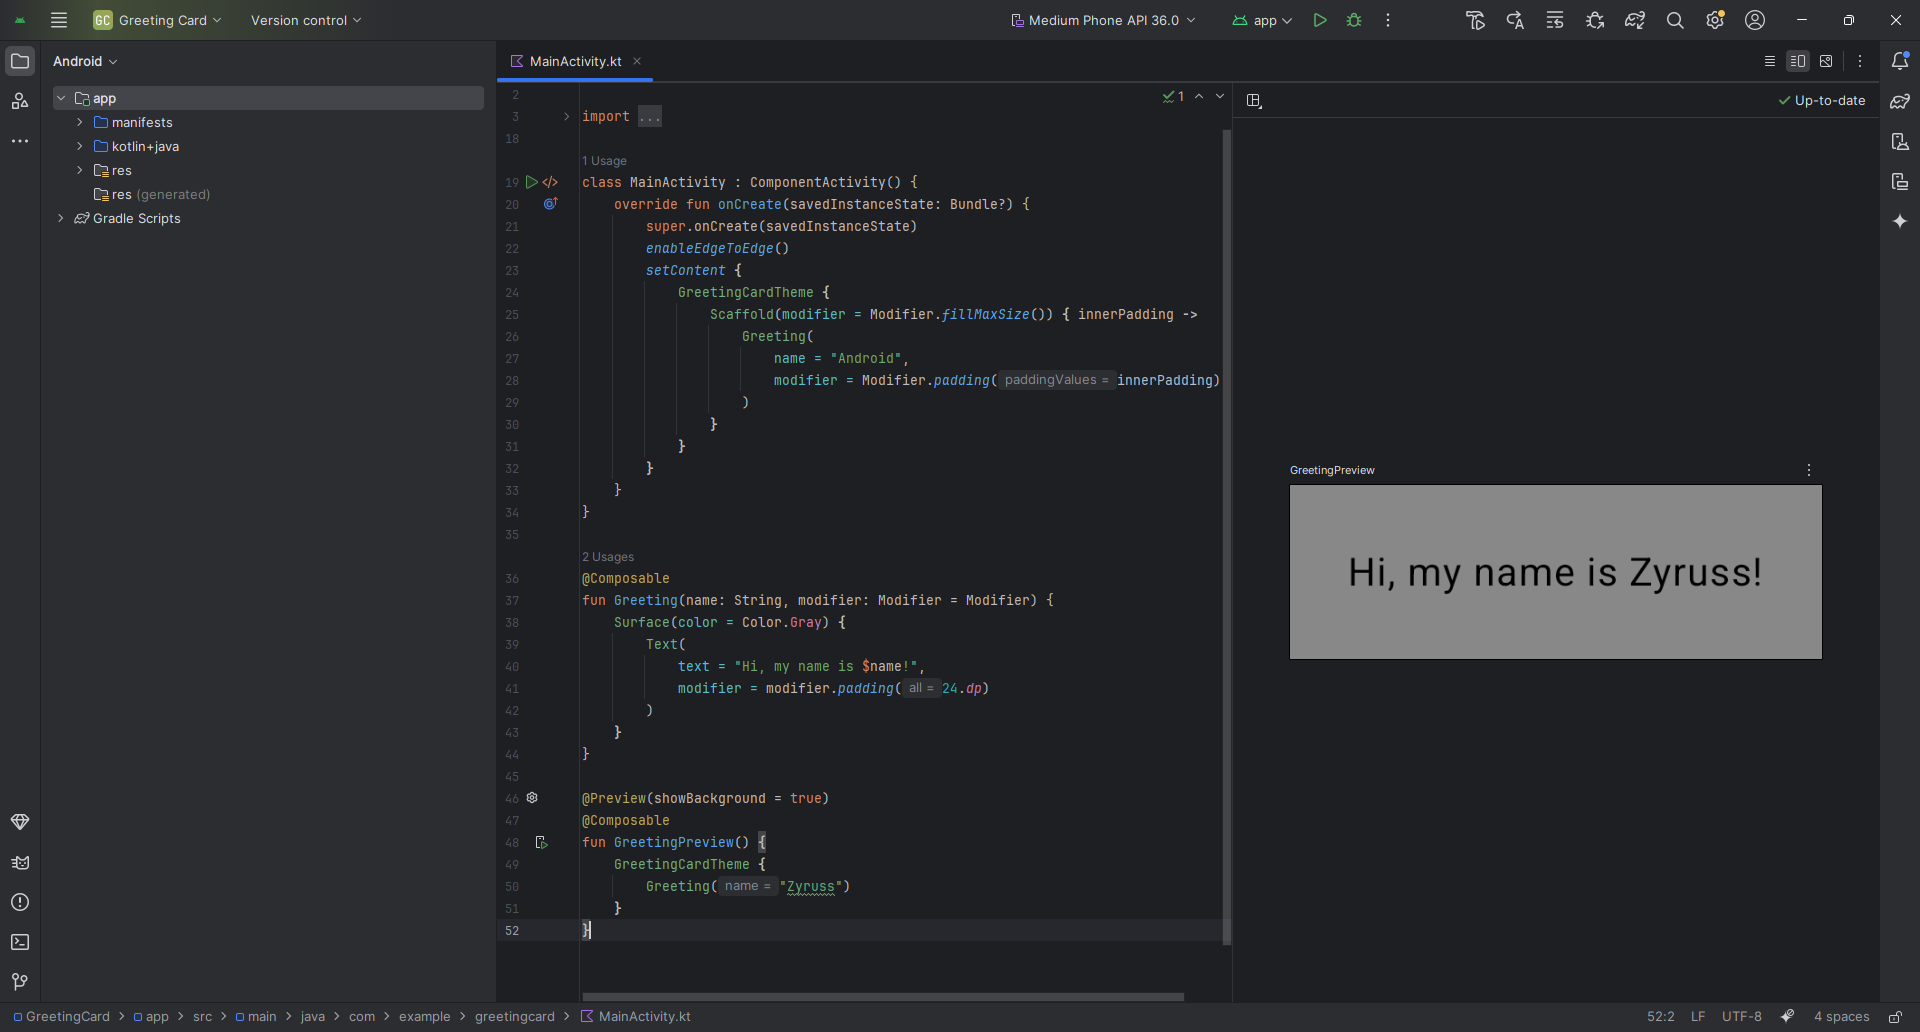 GC Greeting Card Version control Medium Phone API 36.0 app
Android
app
manifests
kotlin+java
res
res (generated)
Gradle Scripts
MainActivity.kt
1
Up-to-date
2
3 import ...
18
1 Usage
19 class MainActivity : ComponentActivity() {
20 override fun onCreate(savedInstanceState: Bundle?) {
21 super.onCreate(savedInstanceState)
22 enableEdgeToEdge()
23 setContent {
24 GreetingCardTheme {
25 Scaffold(modifier = Modifier.fillMaxSize()) { innerPadding ->
26 Greeting(
27 name = "Android",
28 modifier = Modifier.padding( paddingValues = innerPadding)
29 )
30 }
31 }
32 }
33 }
34 }
35
2 Usages
36 @Composable
37 fun Greeting(name: String, modifier: Modifier = Modifier) {
38 Surface(color = Color.Gray) {
39 Text(
40 text = "Hi, my name is $name!",
41 modifier = modifier.padding( all = 24.dp)
42 )
43 }
44 }
45
46 @Preview(showBackground = true)
47 @Composable
48 fun GreetingPreview() {
49 GreetingCardTheme {
50 Greeting( name = "Zyruss")
51 }
52 }
GreetingPreview
Hi, my name is Zyruss!
GreetingCard > app > src > main > java > com > example > greetingcard > MainActivity.kt 52:2 LF UTF-8 4 spaces